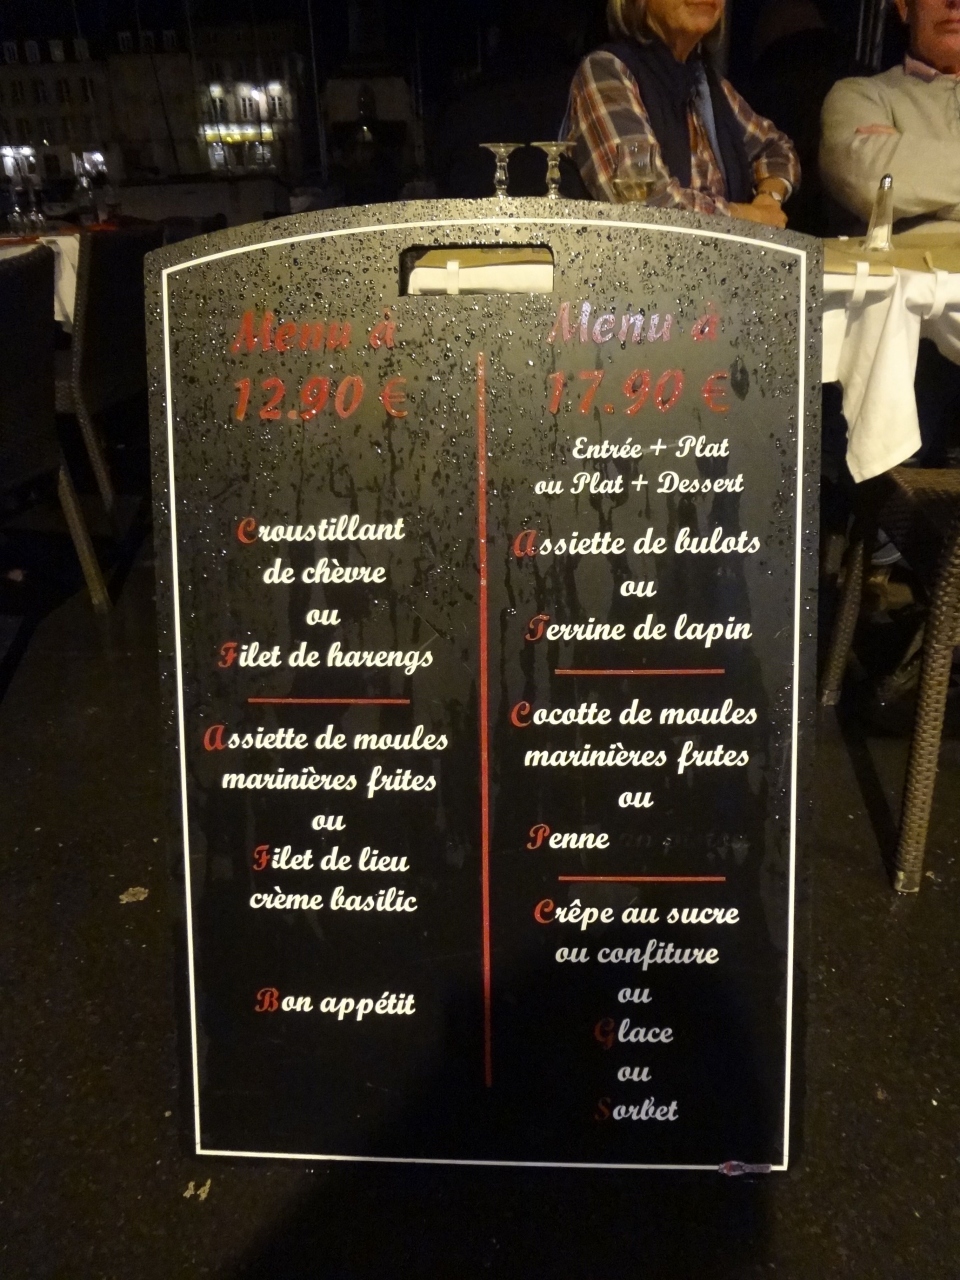 Menu à
12.90 €
Croustillant
de chèvre
ou
Filet de harengs
Assiette de moules
marinières frites
ou
Filet de lieu
crème basilic
Bon appétit
Menu à
17.90 €
Entrée + Plat
ou Plat + Dessert
Assiette de bulots
ou
Terrine de lapin
Cocotte de moules
marinières frites
ou
Penne
Crêpe au sucre
ou confiture
ou
Glace
ou
Sorbet